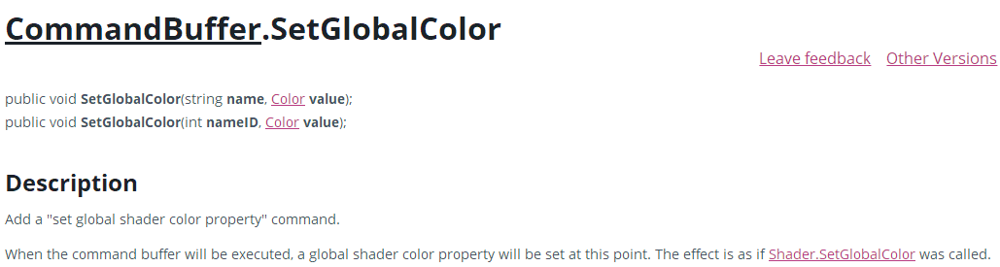 CommandBuffer.SetGlobalColor
Leave feedback Other Versions
public void SetGlobalColor(string name, Color value);
public void SetGlobalColor(int nameID, Color value);
Description
Add a "set global shader color property" command.
When the command buffer will be executed, a global shader color property will be set at this point. The effect is as if Shader.SetGlobalColor was called.